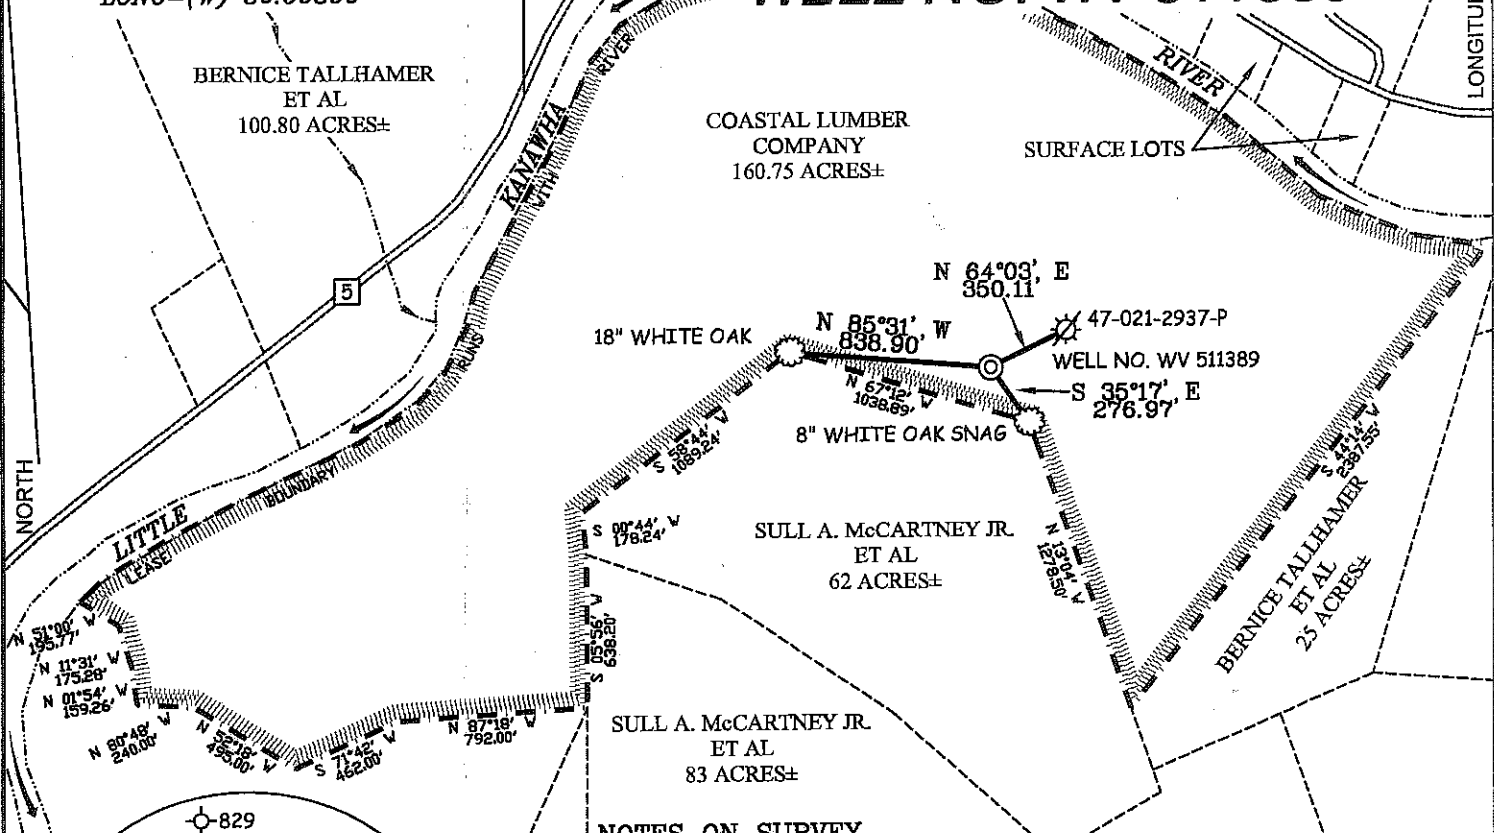 BERNICE TALLHAMER
ET AL
100.80 ACRES±
5
RIVER
KANAWHA
WITH
RUNS
BOUNDARY
LITTLE
LEASE
NORTH
COASTAL LUMBER
COMPANY
160.75 ACRES±
RIVER
SURFACE LOTS
N 64°03' E
350.11'
47-021-2937-P
WELL NO. WV 511389
18" WHITE OAK
N 85°31' W
838.90'
N 67°12' W
1038.89'
S 35°17' E
276.97'
8" WHITE OAK SNAG
S 58°44' W
1089.24'
S 44°14' W
2387.55'
S 00°44' W
178.24'
SULL A. McCARTNEY JR.
ET AL
62 ACRES±
N 13°04' W
1278.50'
BERNICE TALLHAMER
ET AL
25 ACRES±
S 05°56' W
638.20'
N 51°00' W
195.77'
N 11°31' W
175.28'
N 01°54' W
159.26'
N 80°48' W
240.00'
N 52°18' W
495.00'
S 71°42' W
462.00'
N 87°18' W
792.00'
SULL A. McCARTNEY JR.
ET AL
83 ACRES±
829
NOTES ON SURVEY